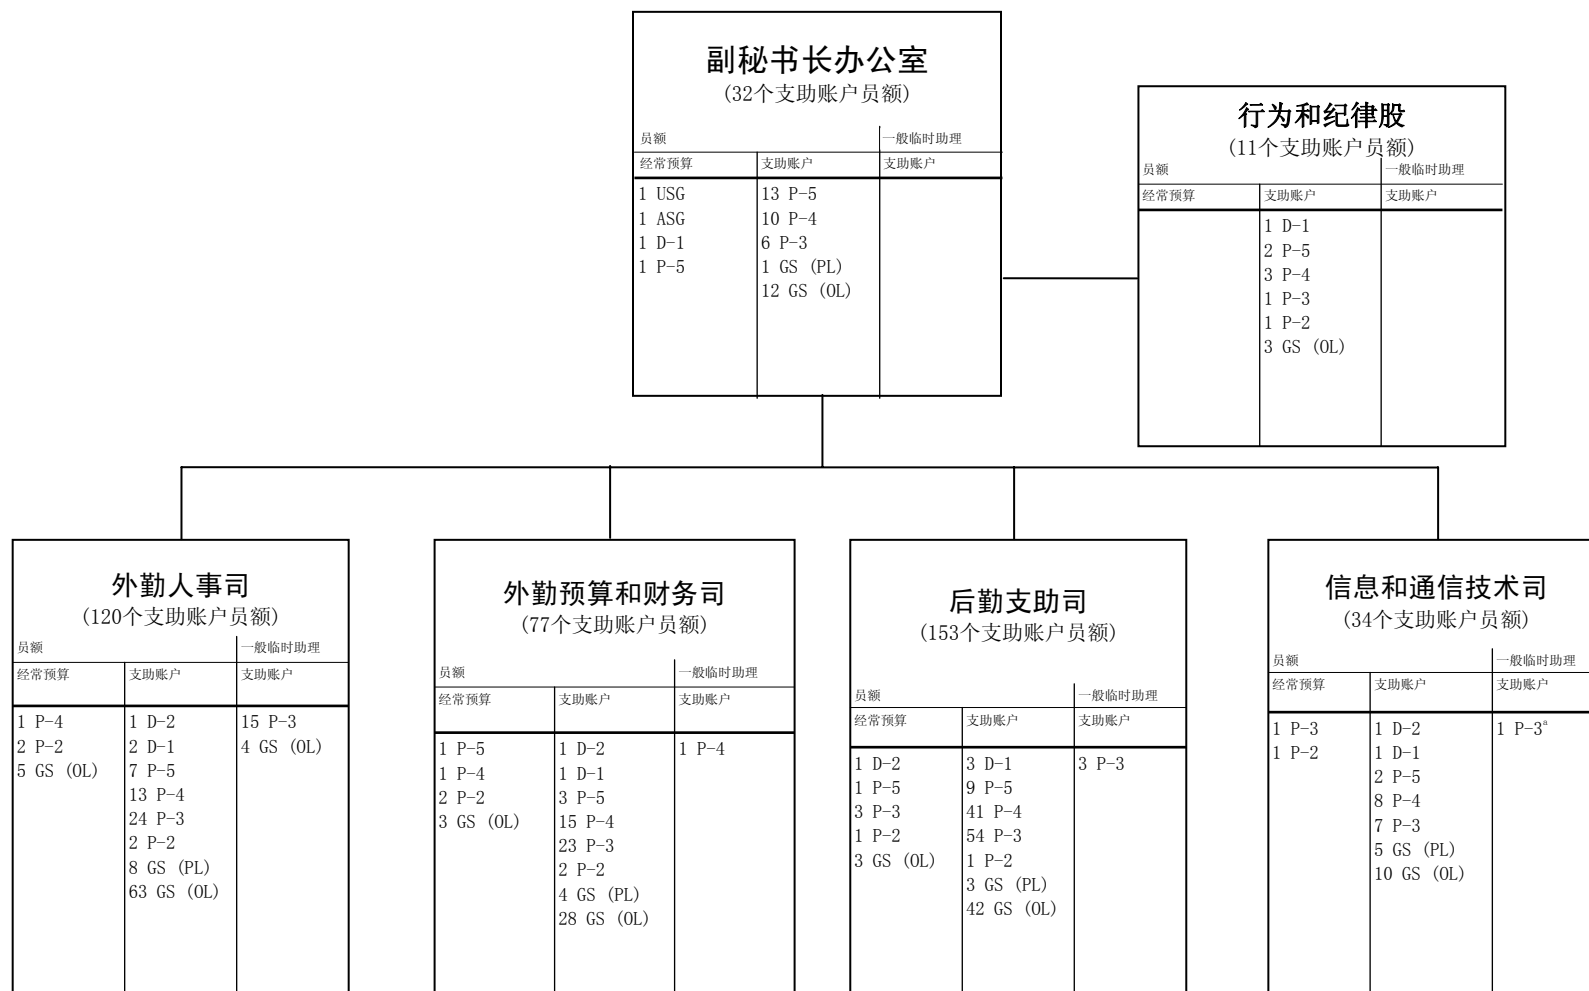 副秘书长办公室
(32个支助账户员额)
员额 一般临时助理
经常预算 支助账户 支助账户
1 USG 13 P-5
1 ASG 10 P-4
1 D-1 6 P-3
1 P-5 1 GS (PL)
12 GS (OL)
行为和纪律股
(11个支助账户员额)
员额 一般临时助理
经常预算 支助账户 支助账户
1 D-1
2 P-5
3 P-4
1 P-3
1 P-2
3 GS (OL)
外勤人事司
(120个支助账户员额)
员额 一般临时助理
经常预算 支助账户 支助账户
1 P-4 1 D-2 15 P-3
2 P-2 2 D-1 4 GS (OL)
5 GS (OL) 7 P-5
13 P-4
24 P-3
2 P-2
8 GS (PL)
63 GS (OL)
外勤预算和财务司
(77个支助账户员额)
员额 一般临时助理
经常预算 支助账户 支助账户
1 P-5 1 D-2 1 P-4
1 P-4 1 D-1
2 P-2 3 P-5
3 GS (OL) 15 P-4
23 P-3
2 P-2
4 GS (PL)
28 GS (OL)
后勤支助司
(153个支助账户员额)
员额 一般临时助理
经常预算 支助账户 支助账户
1 D-2 3 D-1 3 P-3
1 P-5 9 P-5
3 P-3 41 P-4
1 P-2 54 P-3
3 GS (OL) 1 P-2
3 GS (PL)
42 GS (OL)
信息和通信技术司
(34个支助账户员额)
员额 一般临时助理
经常预算 支助账户 支助账户
1 P-3 1 D-2 1 P-3ª
1 P-2 1 D-1
2 P-5
8 P-4
7 P-3
5 GS (PL)
10 GS (OL)